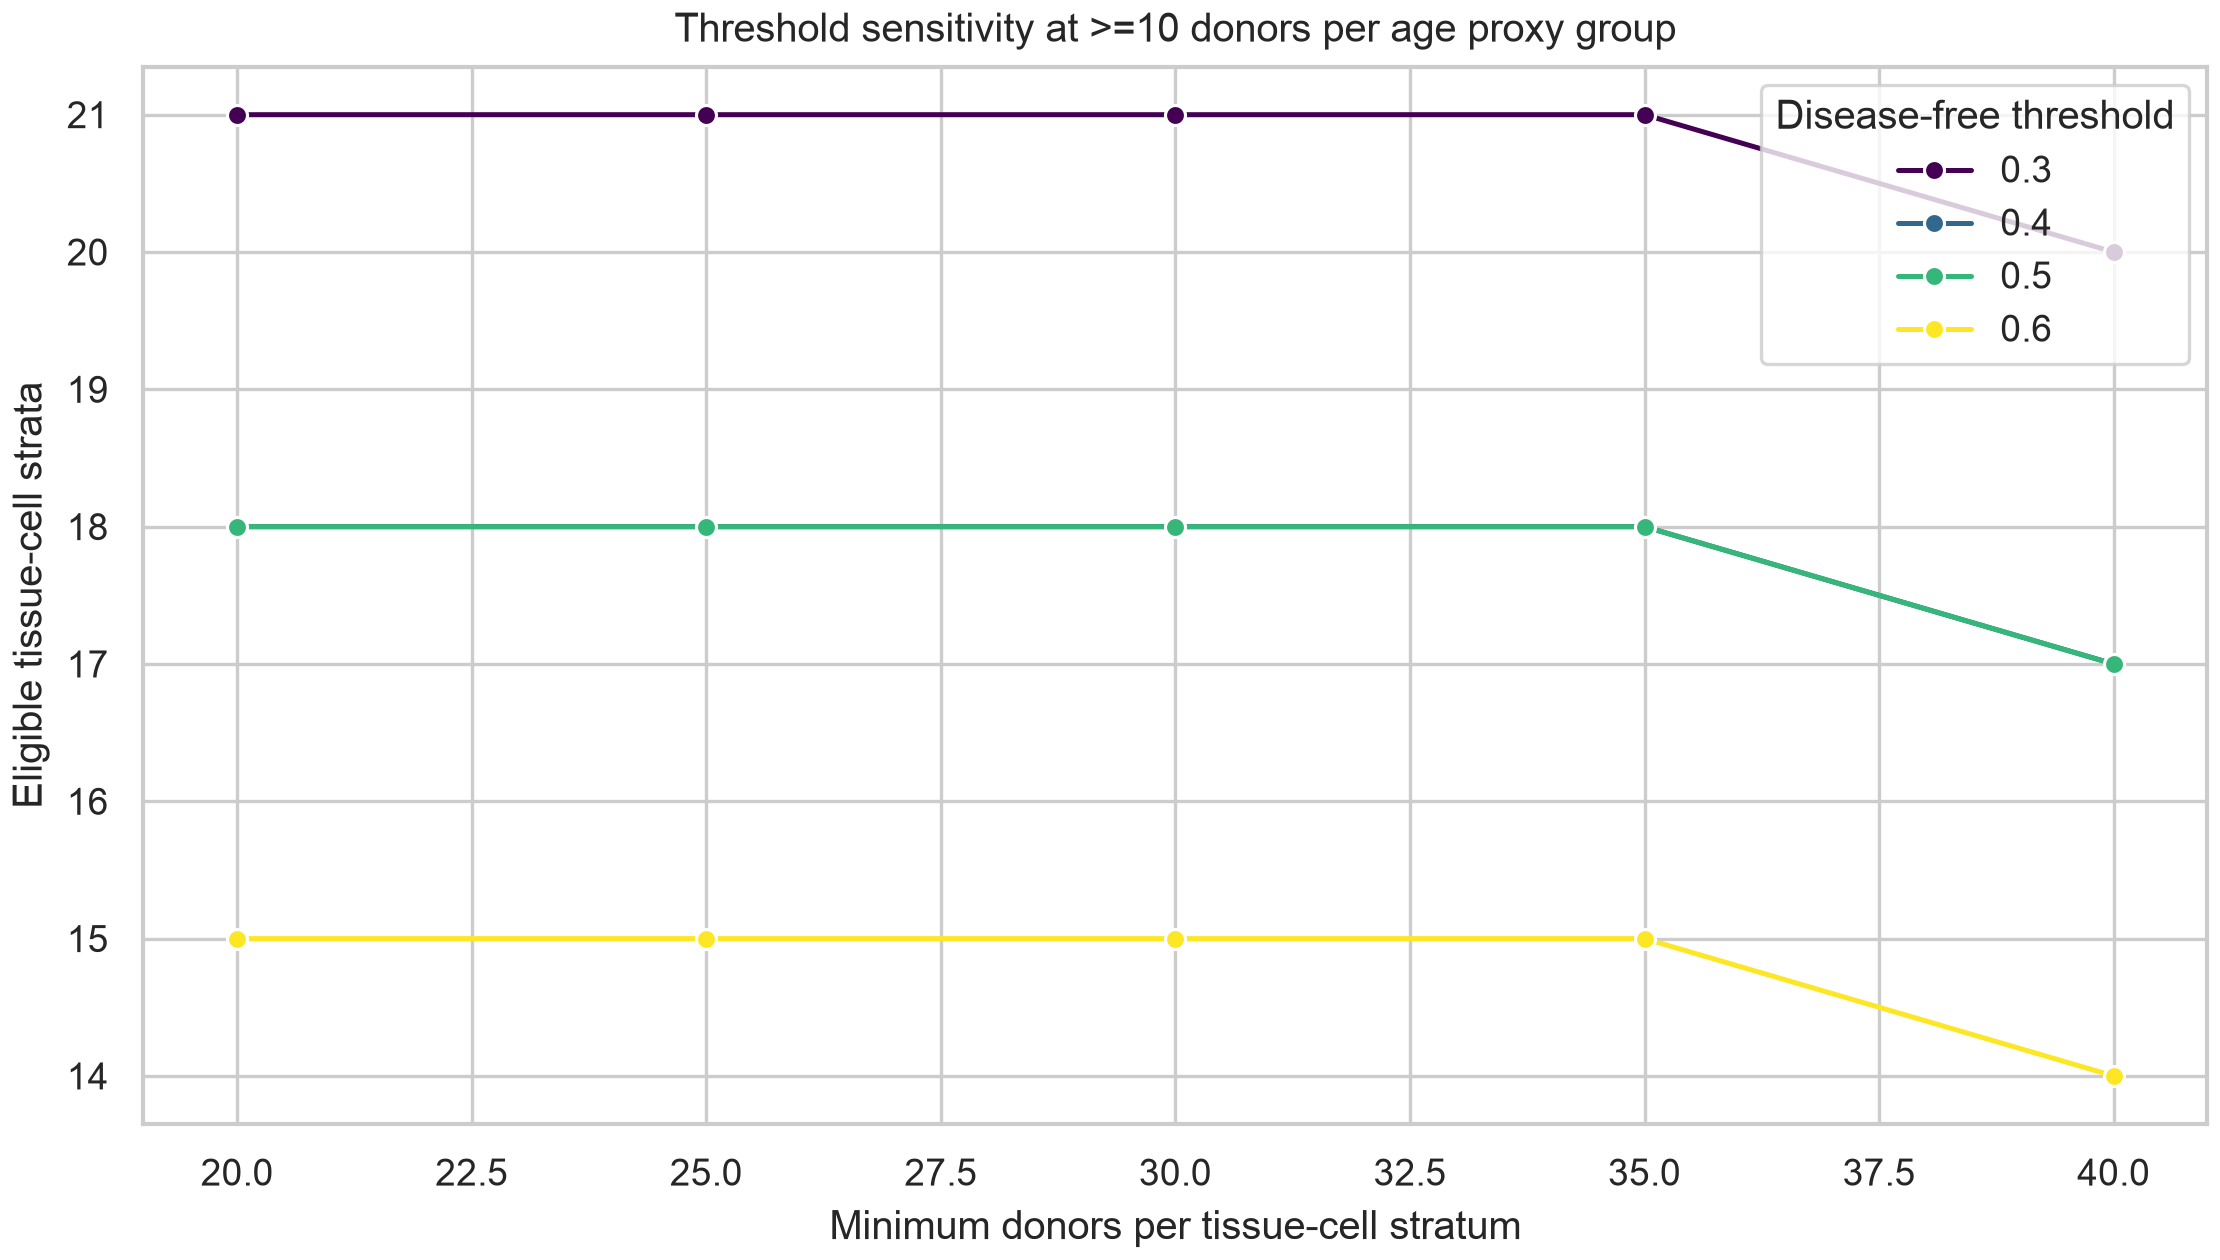 Threshold sensitivity at >=10 donors per age proxy group
Disease-free threshold
0.3
0.4
0.5
0.6
Eligible tissue-cell strata
21
20
19
18
17
16
15
14
20.0 22.5 25.0 27.5 30.0 32.5 35.0 37.5 40.0
Minimum donors per tissue-cell stratum